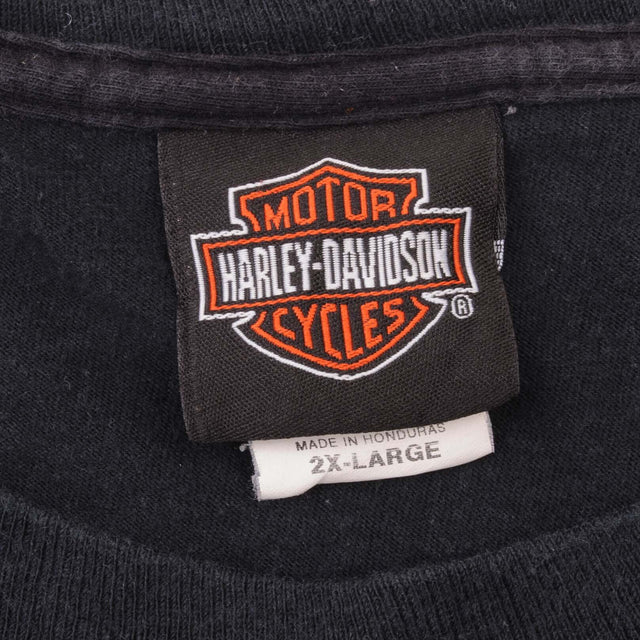 MOTOR
HARLEY-DAVIDSON
CYCLES
®
MADE IN HONDURAS
2X-LARGE